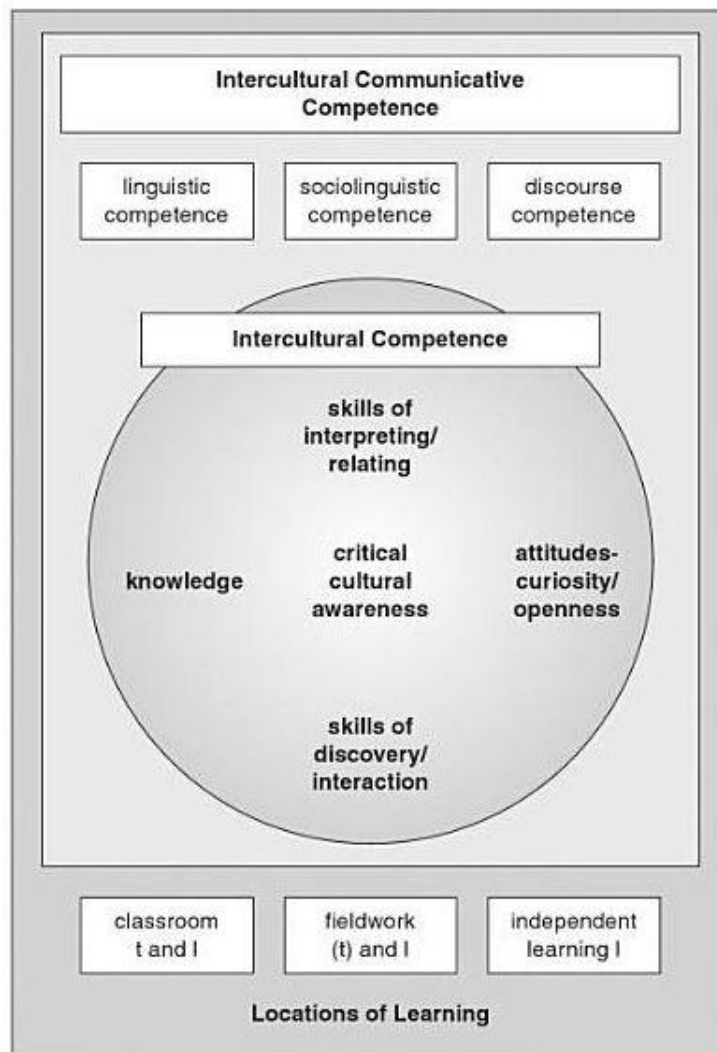 Intercultural Communicative
Competence
linguistic
competence
sociolinguistic
competence
discourse
competence
Intercultural Competence
skills of
interpreting/
relating
knowledge
critical
cultural
awareness
attitudes-
curiosity/
openness
skills of
discovery/
interaction
classroom
t and l
fieldwork
(t) and l
independent
learning l
Locations of Learning